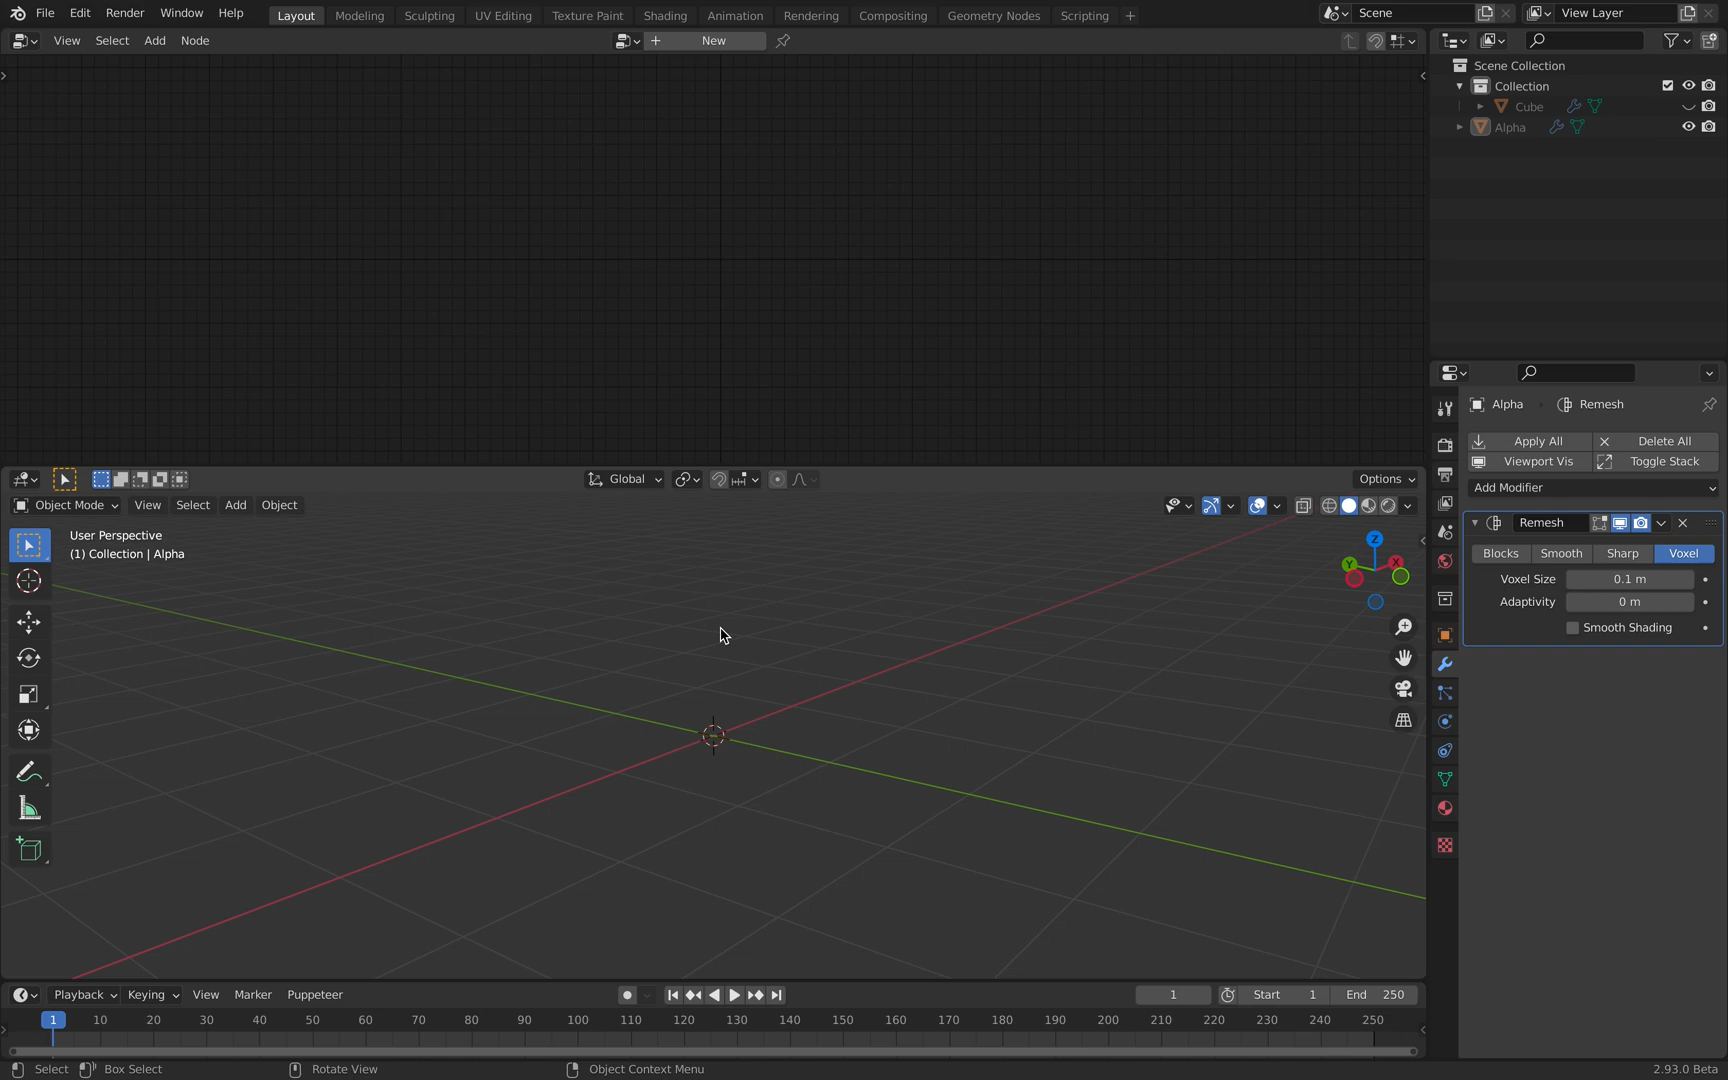 File Edit Render Window Help Layout Modeling Sculpting UV Editing Texture Paint Shading Animation Rendering Compositing Geometry Nodes Scripting + Scene View Layer
View Select Add Node + New
Scene Collection
Collection
Cube
Alpha
Alpha Remesh
Apply All Delete All
Viewport Vis Toggle Stack
Add Modifier
Remesh
Blocks Smooth Sharp Voxel
Voxel Size 0.1 m
Adaptivity 0 m
Smooth Shading
Global Options
Object Mode View Select Add Object
User Perspective
(1) Collection | Alpha
Z
Y X
Playback Keying View Marker Puppeteer 1 Start 1 End 250
1 10 20 30 40 50 60 70 80 90 100 110 120 130 140 150 160 170 180 190 200 210 220 230 240 250
Select Box Select Rotate View Object Context Menu 2.93.0 Beta